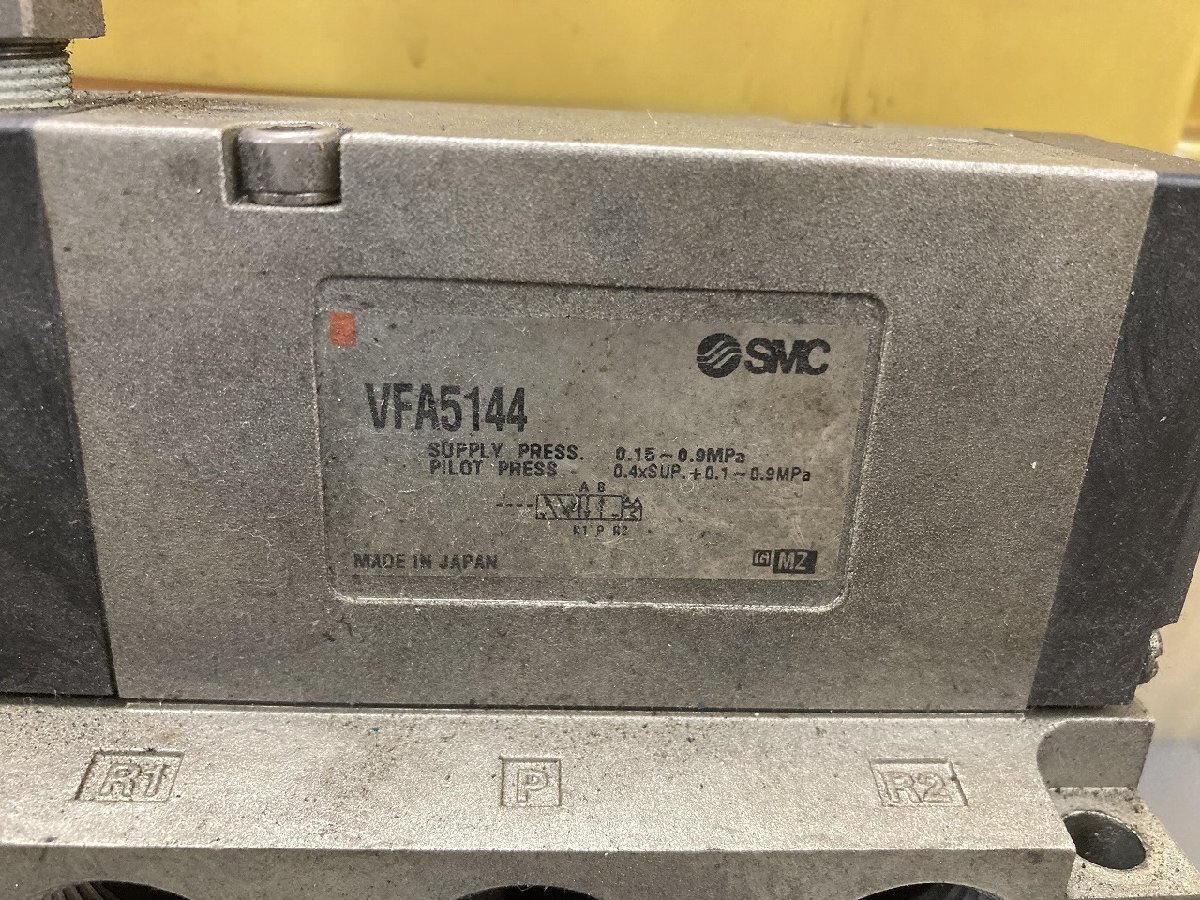 SMC
VFA5144
SUPPLY PRESS. 0.15~0.9MPa
PILOT PRESS 0.4xSUP.+0.1~0.9MPa
A B
R1 P R2
MADE IN JAPAN
MZ
R1 P R2